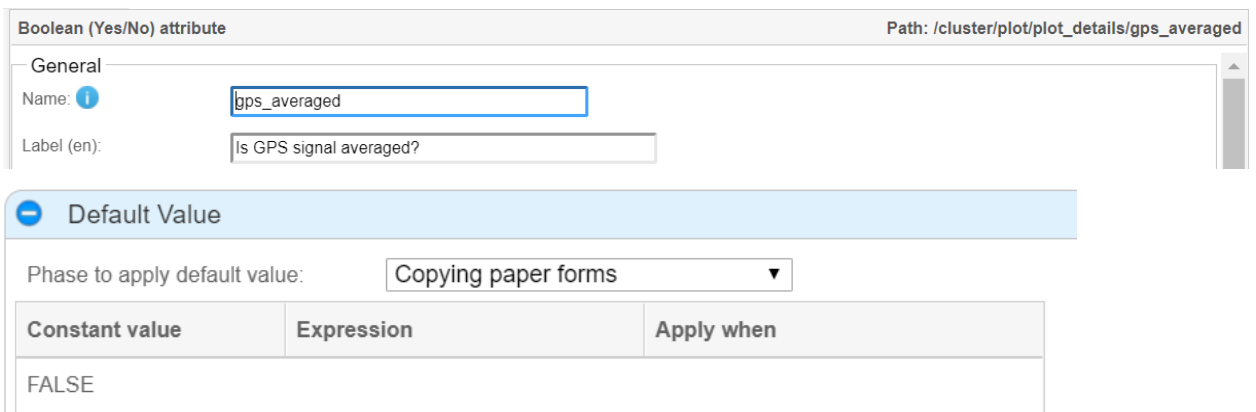 Boolean (Yes/No) attribute Path: /cluster/plot/plot_details/gps_averaged
General
Name: i gps_averaged
Label (en): Is GPS signal averaged?
Default Value
Phase to apply default value: Copying paper forms
Constant value Expression Apply when
FALSE